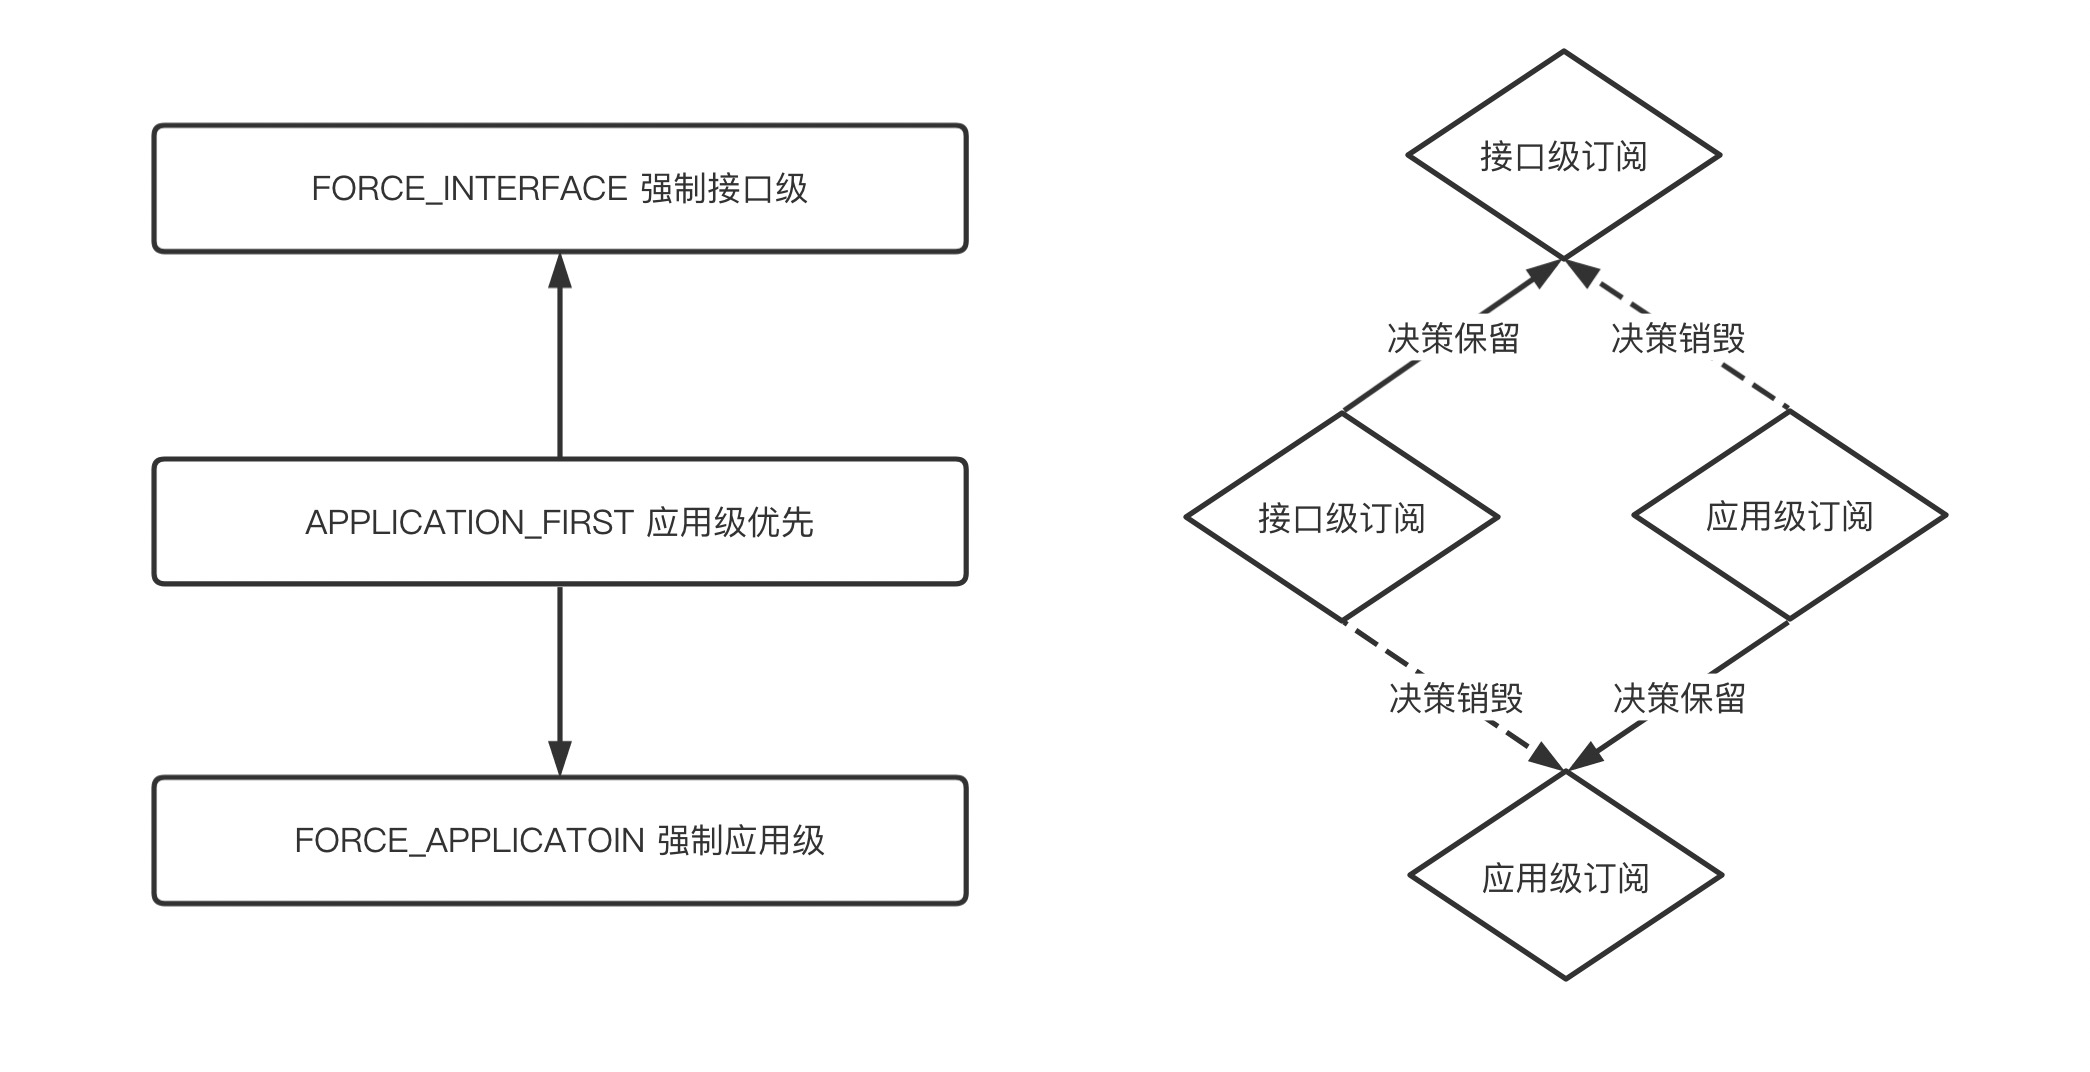 FORCE_INTERFACE 强制接口级
APPLICATION_FIRST 应用级优先
FORCE_APPLICATOIN 强制应用级
接口级订阅
决策保留
决策销毁
接口级订阅
应用级订阅
决策销毁
决策保留
应用级订阅